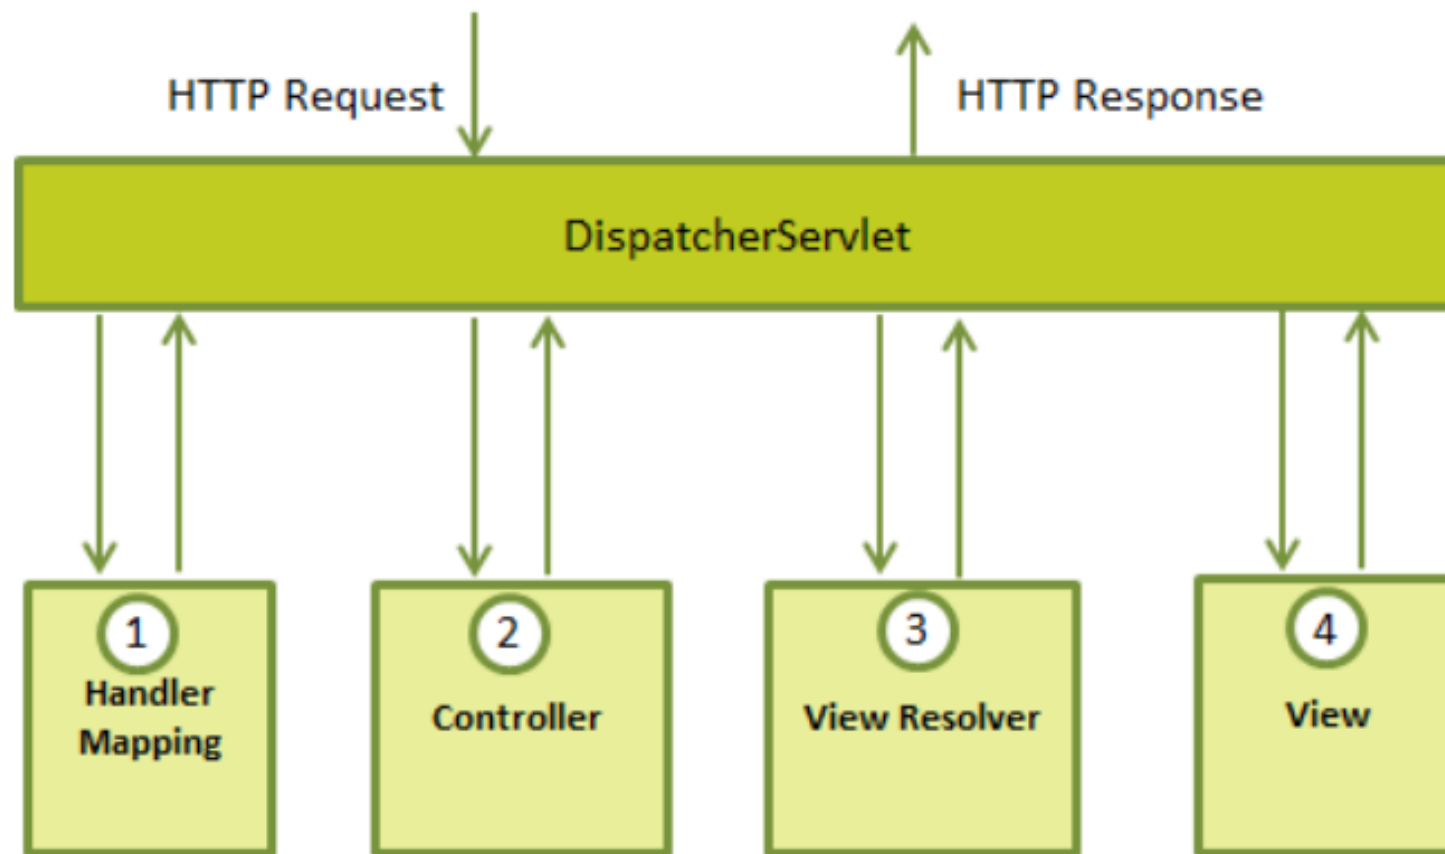 HTTP Request
HTTP Response
DispatcherServlet
1
Handler
Mapping
2
Controller
3
View Resolver
4
View